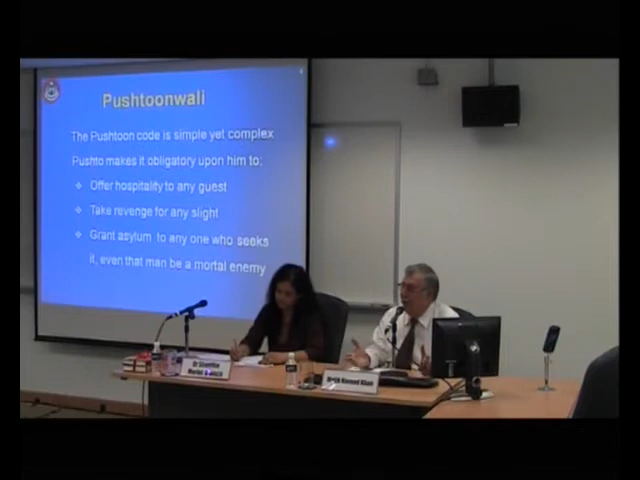 Pushtoonwali
The Pushtoon code is simple yet complex
Pushto makes it obligatory upon him to;
❖ Offer hospitality to any guest
❖ Take revenge for any slight
❖ Grant asylum to any one who seeks
it, even that man be a mortal enemy
Dr
Khan